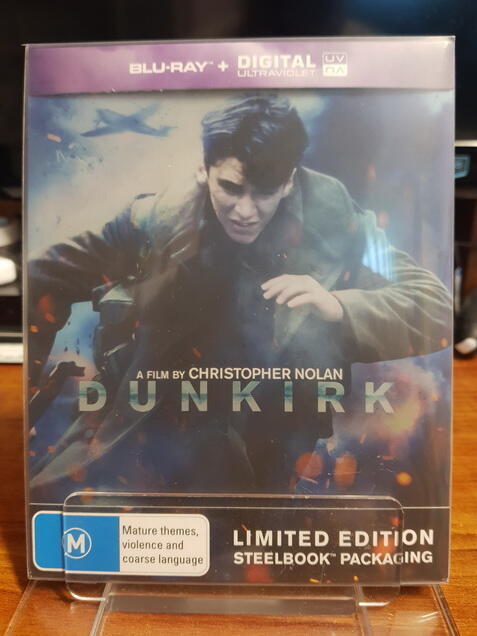 BLU-RAY™ + DIGITAL
ULTRAVIOLET
UV
A FILM BY CHRISTOPHER NOLAN
DUNKIRK
M
Mature themes,
violence and
coarse language
LIMITED EDITION
STEELBOOK™ PACKAGING